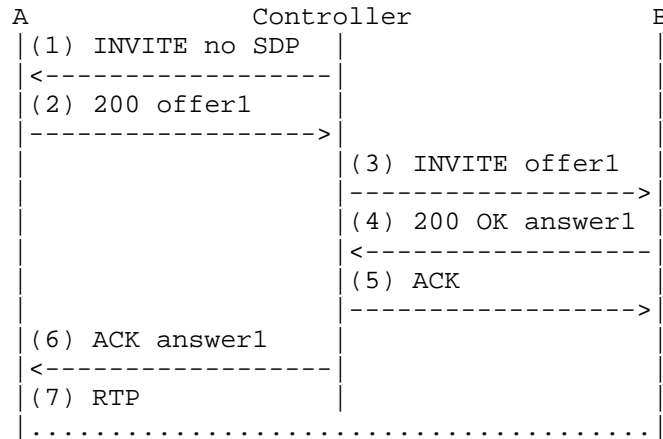 A Controller B
(1) INVITE no SDP
(2) 200 offer1
(3) INVITE offer1
(4) 200 OK answer1
(5) ACK
(6) ACK answer1
(7) RTP